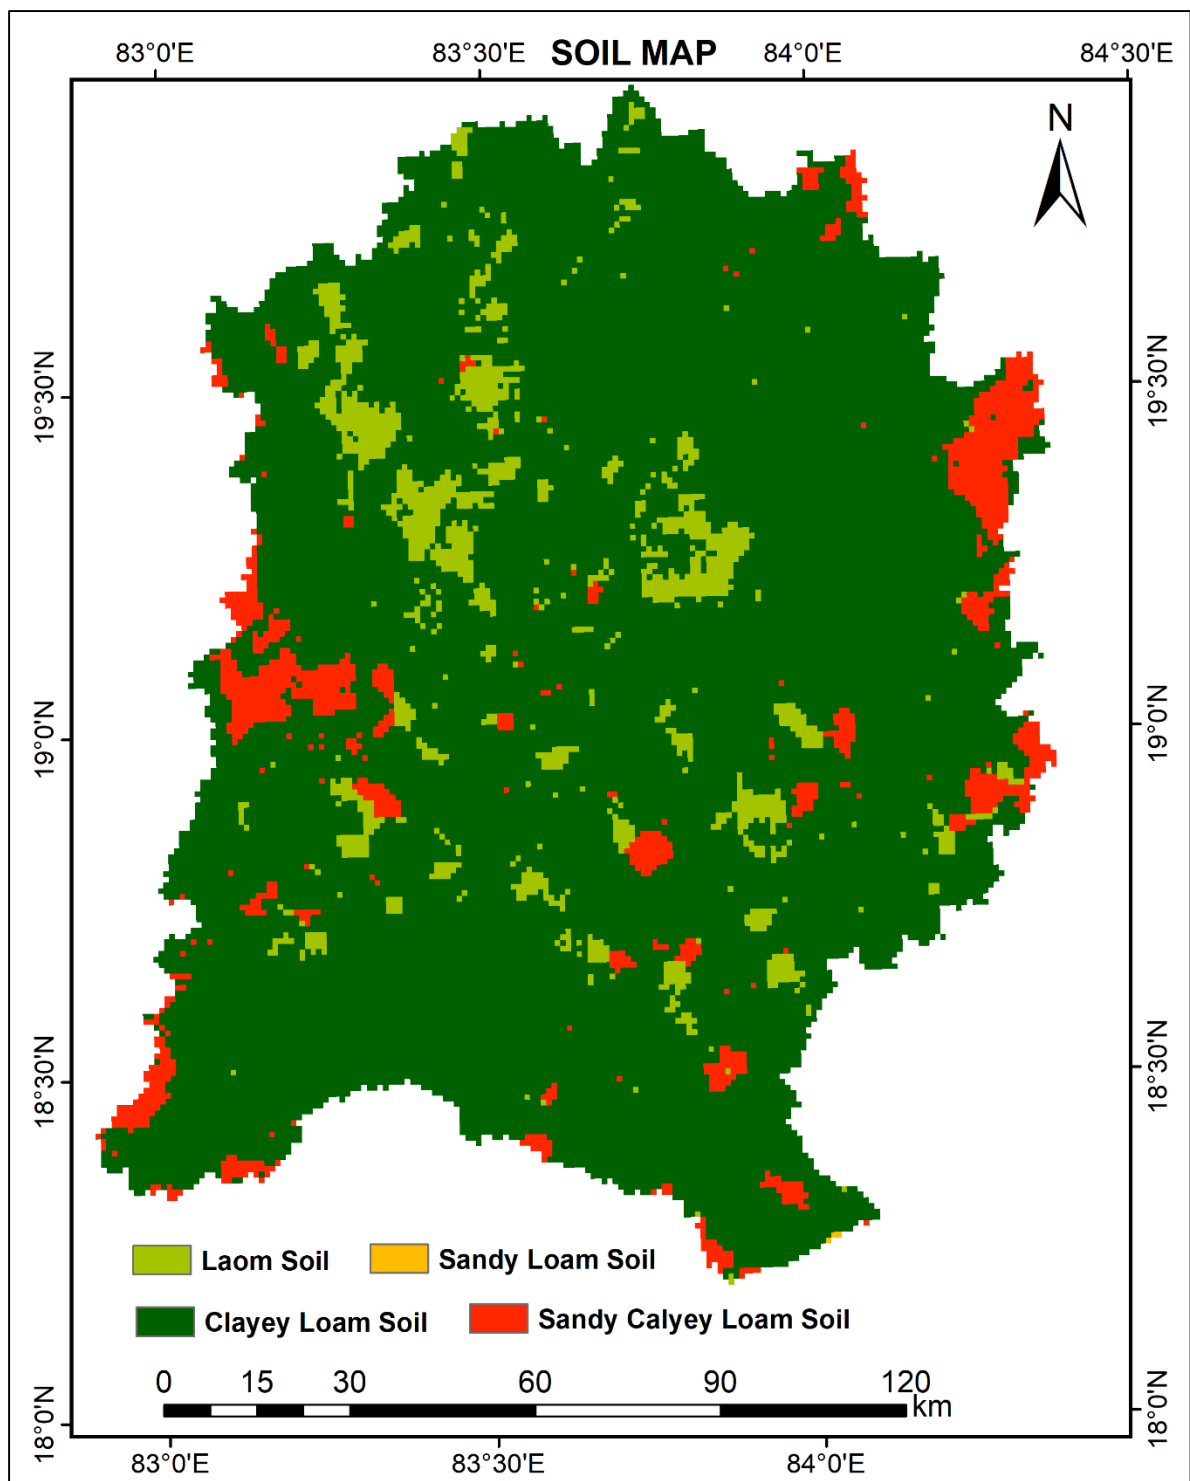 SOIL MAP
83°0'E 83°30'E 84°0'E 84°30'E
N
19°30'N 19°30'N
19°0'N 19°0'N
18°30'N 18°30'N
18°0'N 18°0'N
Laom Soil Sandy Loam Soil
Clayey Loam Soil Sandy Calyey Loam Soil
0 15 30 60 90 120
km
83°0'E 83°30'E 84°0'E